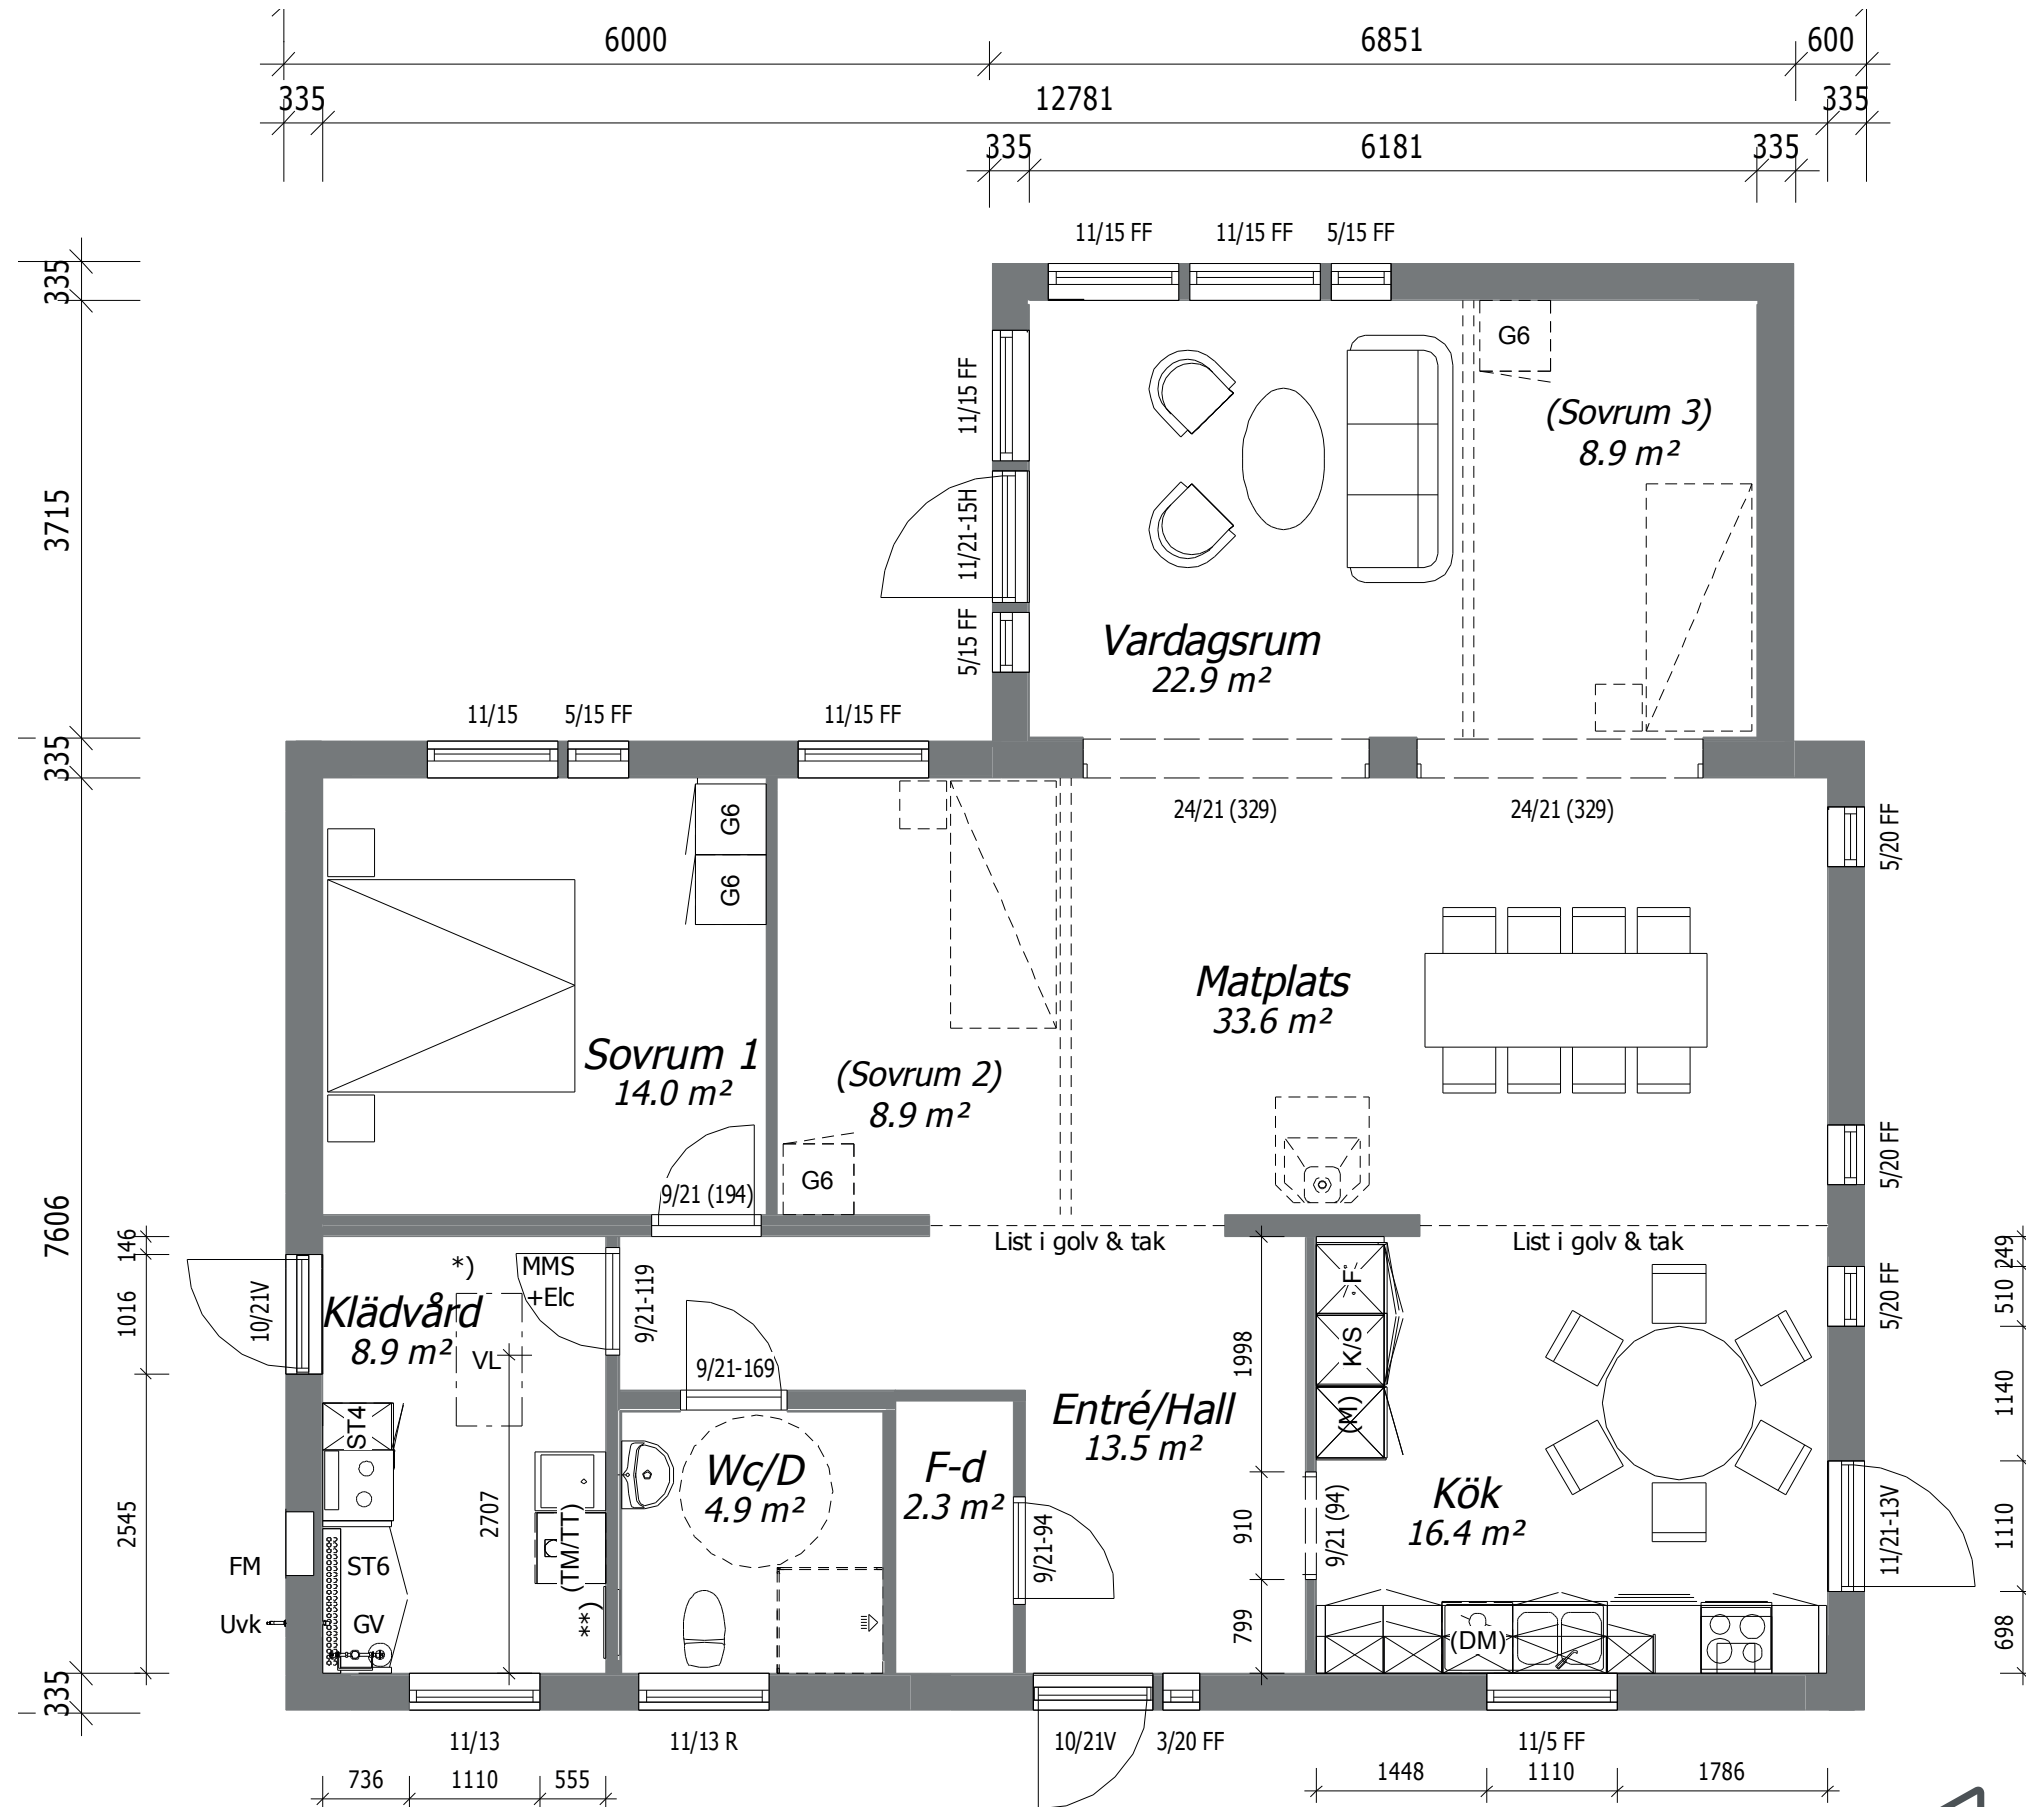 6000 6851 600
335 12781 335
335 6181 335
11/15 FF 11/15 FF 5/15 FF
335
G6
(Sovrum 3)
8.9 m²
11/15 FF
3715
11/21-15H
5/15 FF
Vardagsrum
22.9 m²
11/15 5/15 FF 11/15 FF
335
24/21 (329) 24/21 (329)
G6
G6
5/20 FF
Matplats
33.6 m²
Sovrum 1
14.0 m²
(Sovrum 2)
8.9 m²
5/20 FF
G6
9/21 (194)
7606
List i golv & tak List i golv & tak
146
1016
2545
249
510
1140
1110
698
*) MMS
+Elc
10/21V
Klädvård
8.9 m²
VL
9/21-119
5/20 FF
9/21-169
F
K/S
(M)
1998
910
799
ST4
Entré/Hall
13.5 m²
Wc/D
4.9 m²
F-d
2.3 m²
Kök
16.4 m²
2707
(TM/TT)
**)
9/21-94
9/21 (94)
11/21-13V
FM ST6
Uvk GV
(DM)
335
11/13 11/13 R 10/21V 3/20 FF 11/5 FF
736 1110 555 1448 1110 1786